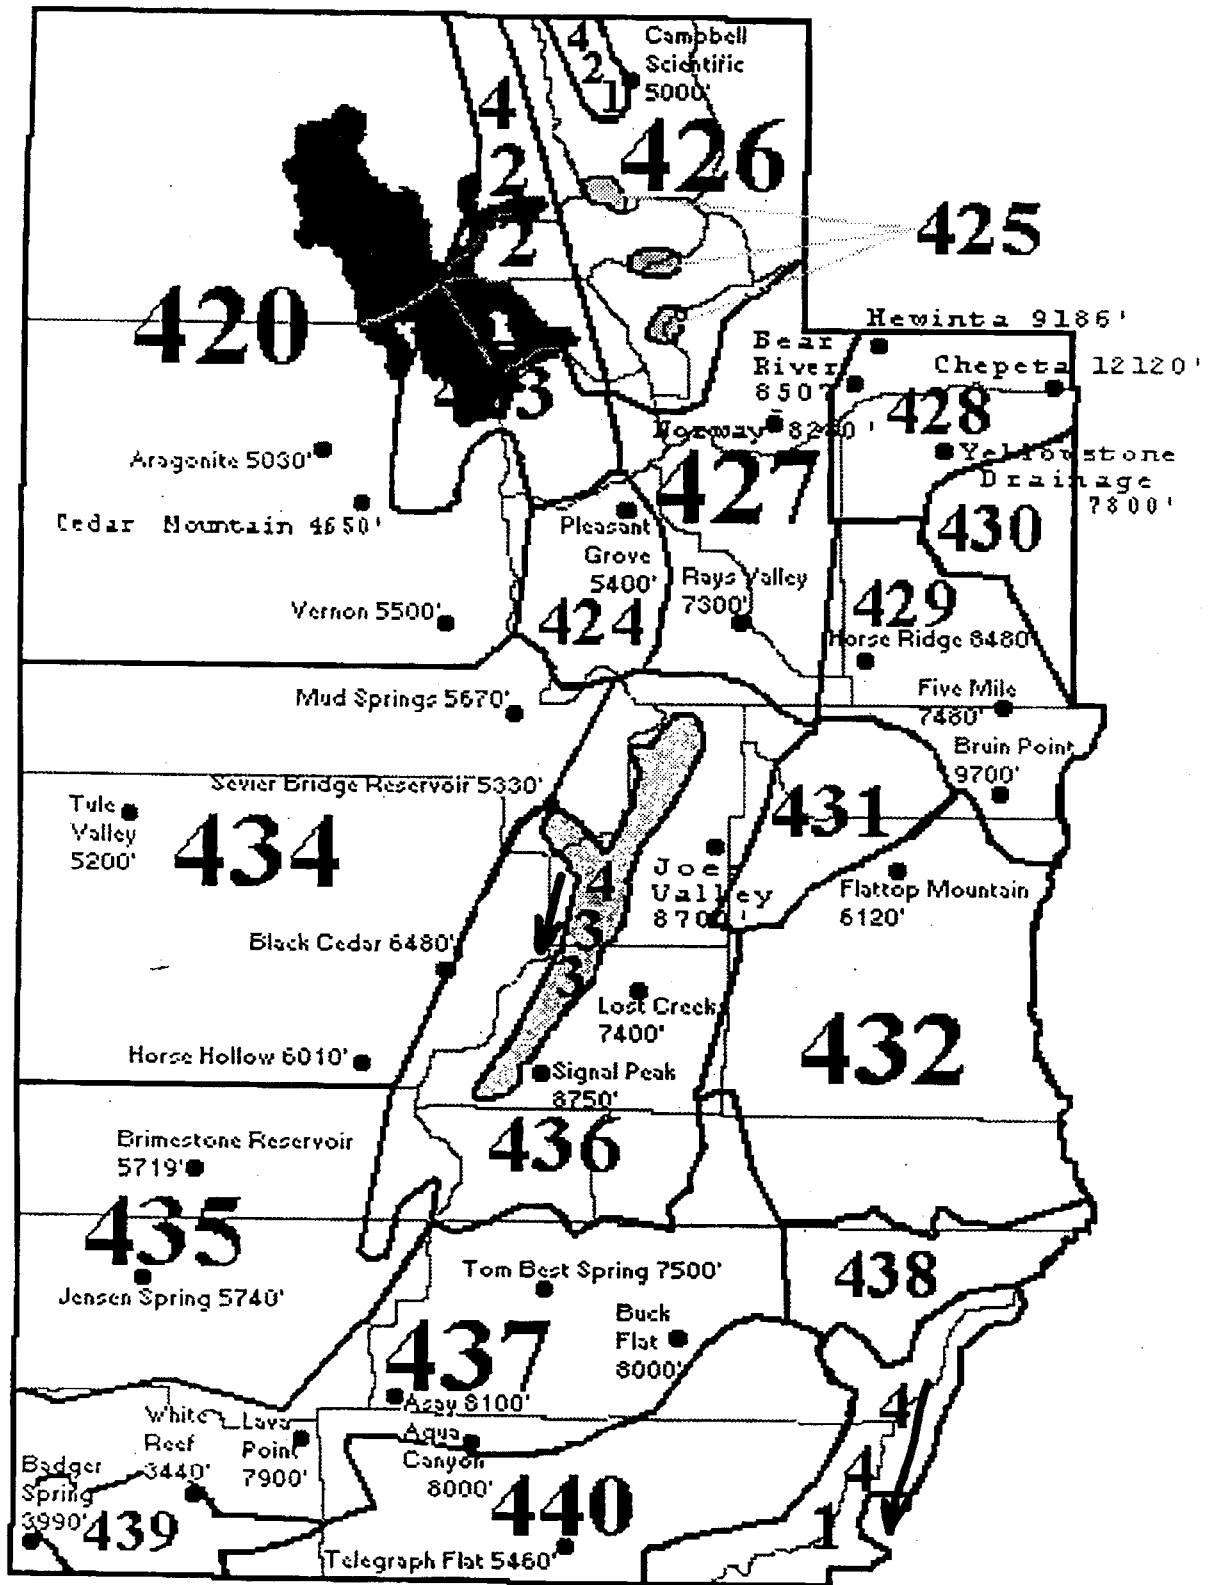 Campbell
Scientific
5000'
4
2
1
4
2
2
426
425
420
Hewinta 9186'
Bear
River
8507
Chepeta 12120'
428
Norway 8280'
Yellowstone
Drainage
7800'
Aragonite 5030'
427
Cedar Mountain 4650'
430
Pleasant
Grove
5400'
Rays Valley
7300'
429
Vernon 5500'
424
Horse Ridge 8480'
Mud Springs 5670'
Five Mile
7480'
Bruin Point
9700'
Sevier Bridge Reservoir 5330'
Tule
Valley
5200'
434
431
4
3
3
Joe
Valley
8700'
Flattop Mountain
6120'
Black Cedar 6480'
Lost Creek
7400'
432
Horse Hollow 6010'
Signal Peak
8750'
Brimestone Reservoir
5719'
436
435
Jensen Spring 5740'
Tom Best Spring 7500'
438
Buck
Flat
8000'
437
Asay 8100'
White
Reef
3440'
Lava
Point
7900'
Aqua
Canyon
8000'
4
4
1
Badger
Spring
3990'
439
440
Telegraph Flat 5460'